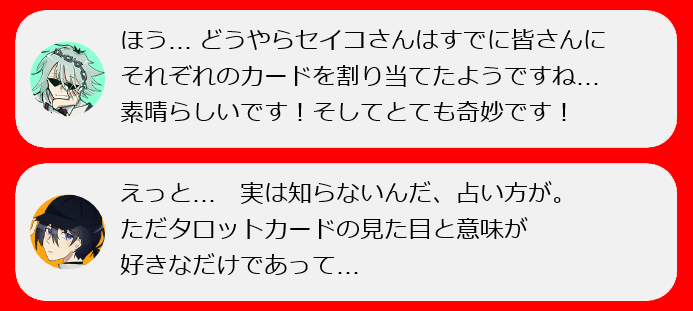 ほう… どうやらセイコさんはすでに皆さんに
それぞれのカードを割り当てたようですね…
素晴らしいです！そしてとても奇妙です！
えっと…　実は知らないんだ、占い方が。
ただタロットカードの見た目と意味が
好きなだけであって…